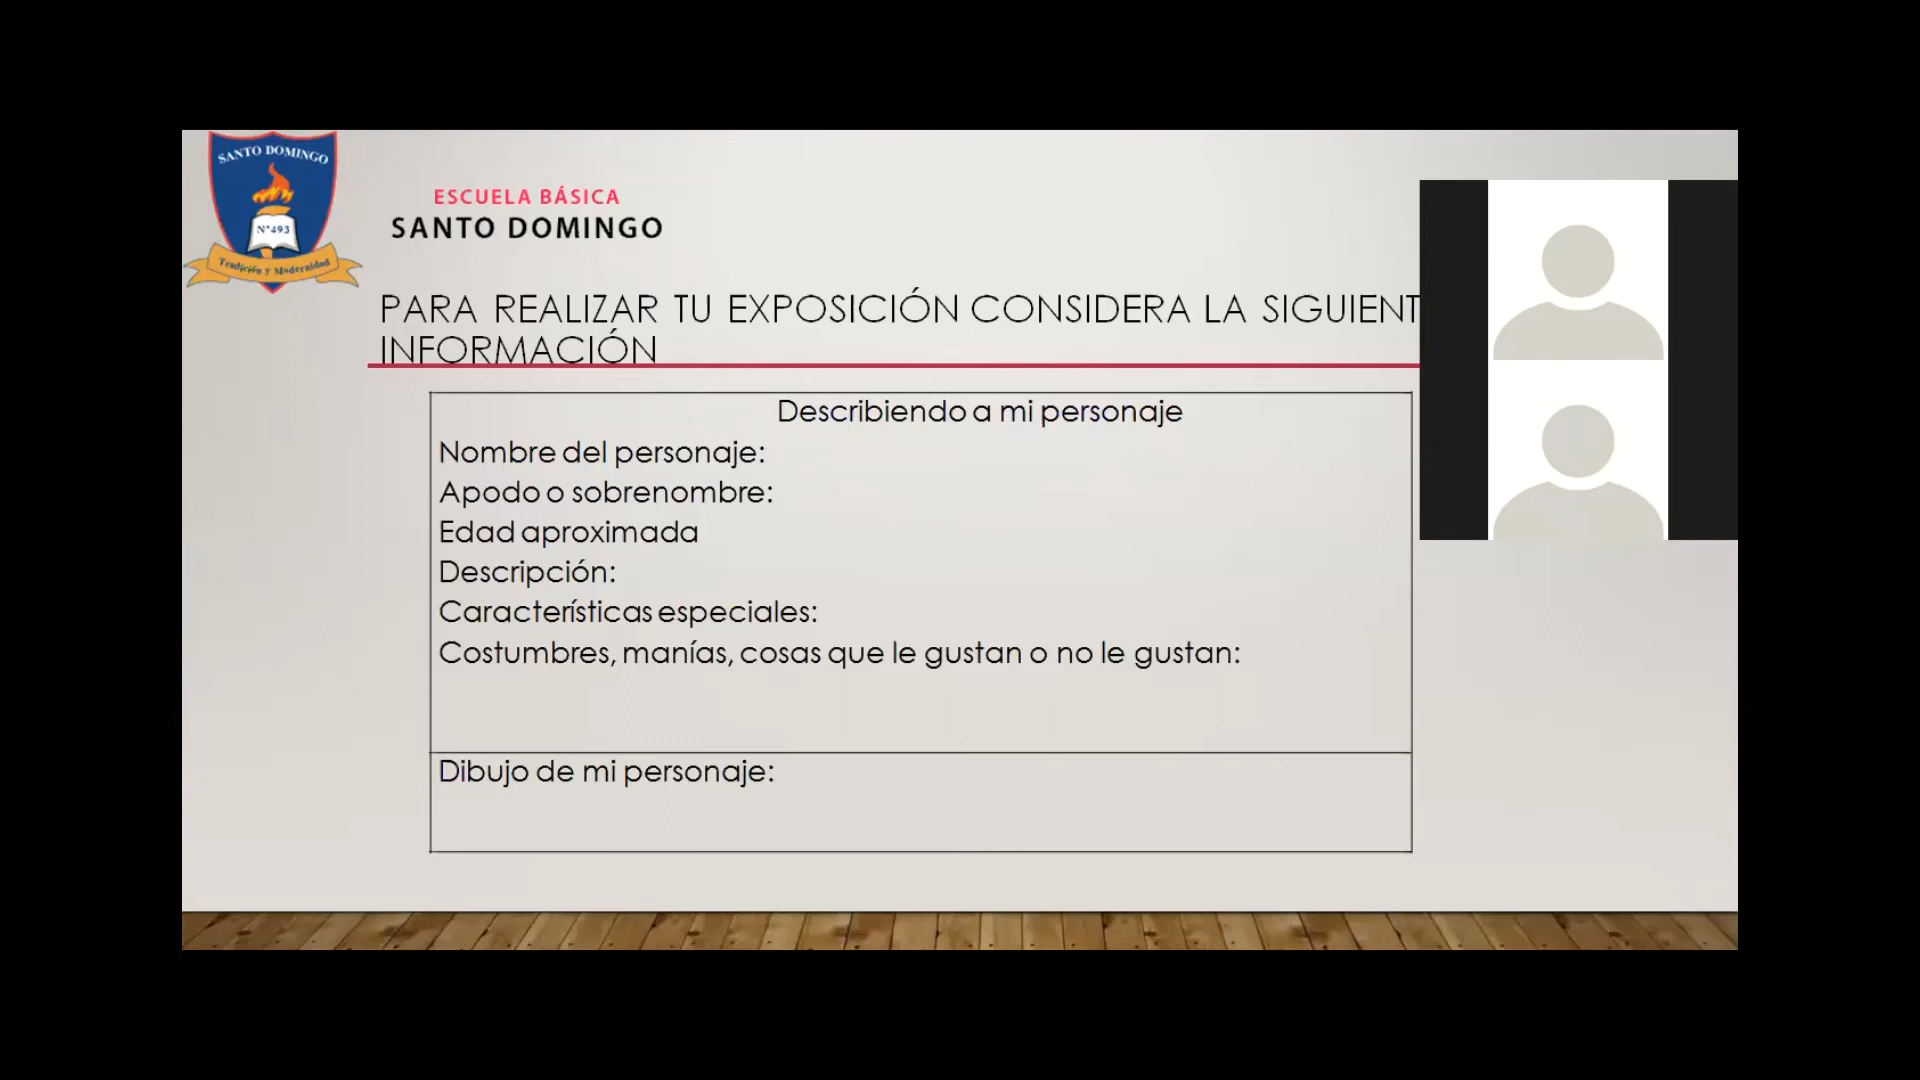 SANTO DOMINGO
N°493
Tradición y Modernidad
ESCUELA BÁSICA
SANTO DOMINGO
PARA REALIZAR TU EXPOSICIÓN CONSIDERA LA SIGUIENT
INFORMACIÓN
Describiendo a mi personaje
Nombre del personaje:
Apodo o sobrenombre:
Edad aproximada
Descripción:
Características especiales:
Costumbres, manías, cosas que le gustan o no le gustan:
Dibujo de mi personaje: